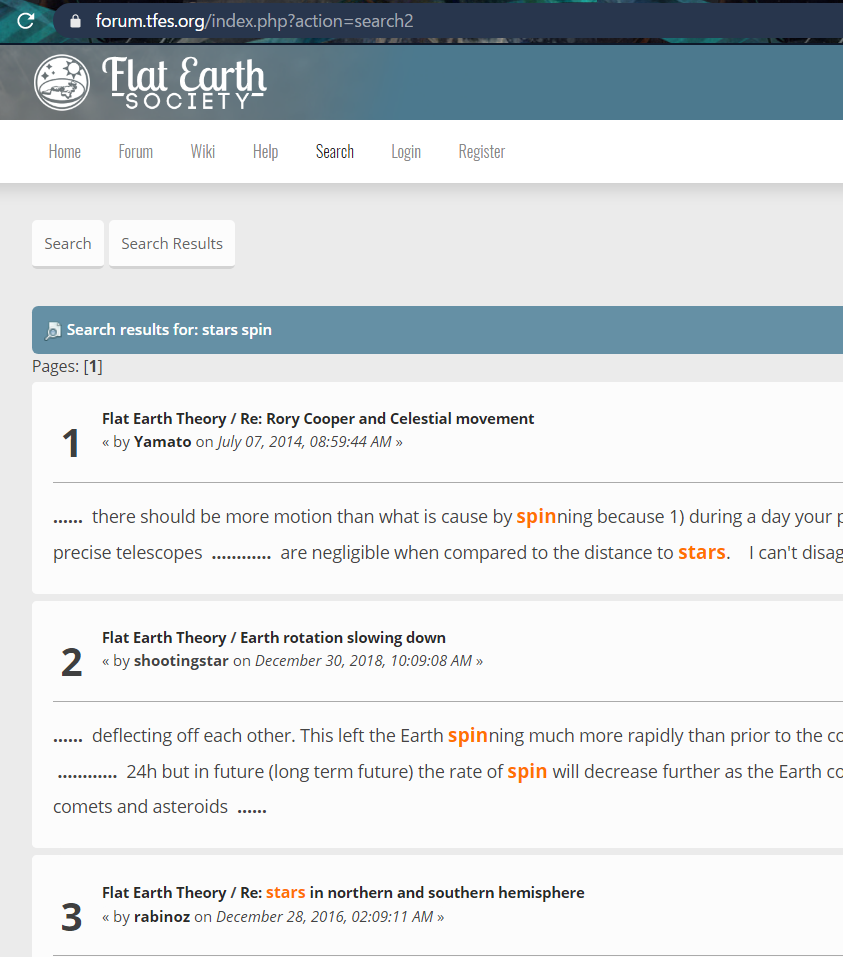 forum.tfes.org/index.php?action=search2
Flat Earth
SOCIETY
Home Forum Wiki Help Search Login Register
Search Search Results
Search results for: stars spin
Pages: [1]
1
Flat Earth Theory / Re: Rory Cooper and Celestial movement
« by Yamato on July 07, 2014, 08:59:44 AM »
...... there should be more motion than what is cause by spinning because 1) during a day your
precise telescopes ............ are negligible when compared to the distance to stars. I can't
2
Flat Earth Theory / Earth rotation slowing down
« by shootingstar on December 30, 2018, 10:09:08 AM »
...... deflecting off each other. This left the Earth spinning much more rapidly than prior to the
............ 24h but in future (long term future) the rate of spin will decrease further as the Earth
comets and asteroids ......
3
Flat Earth Theory / Re: stars in northern and southern hemisphere
« by rabinoz on December 28, 2016, 02:09:11 AM »